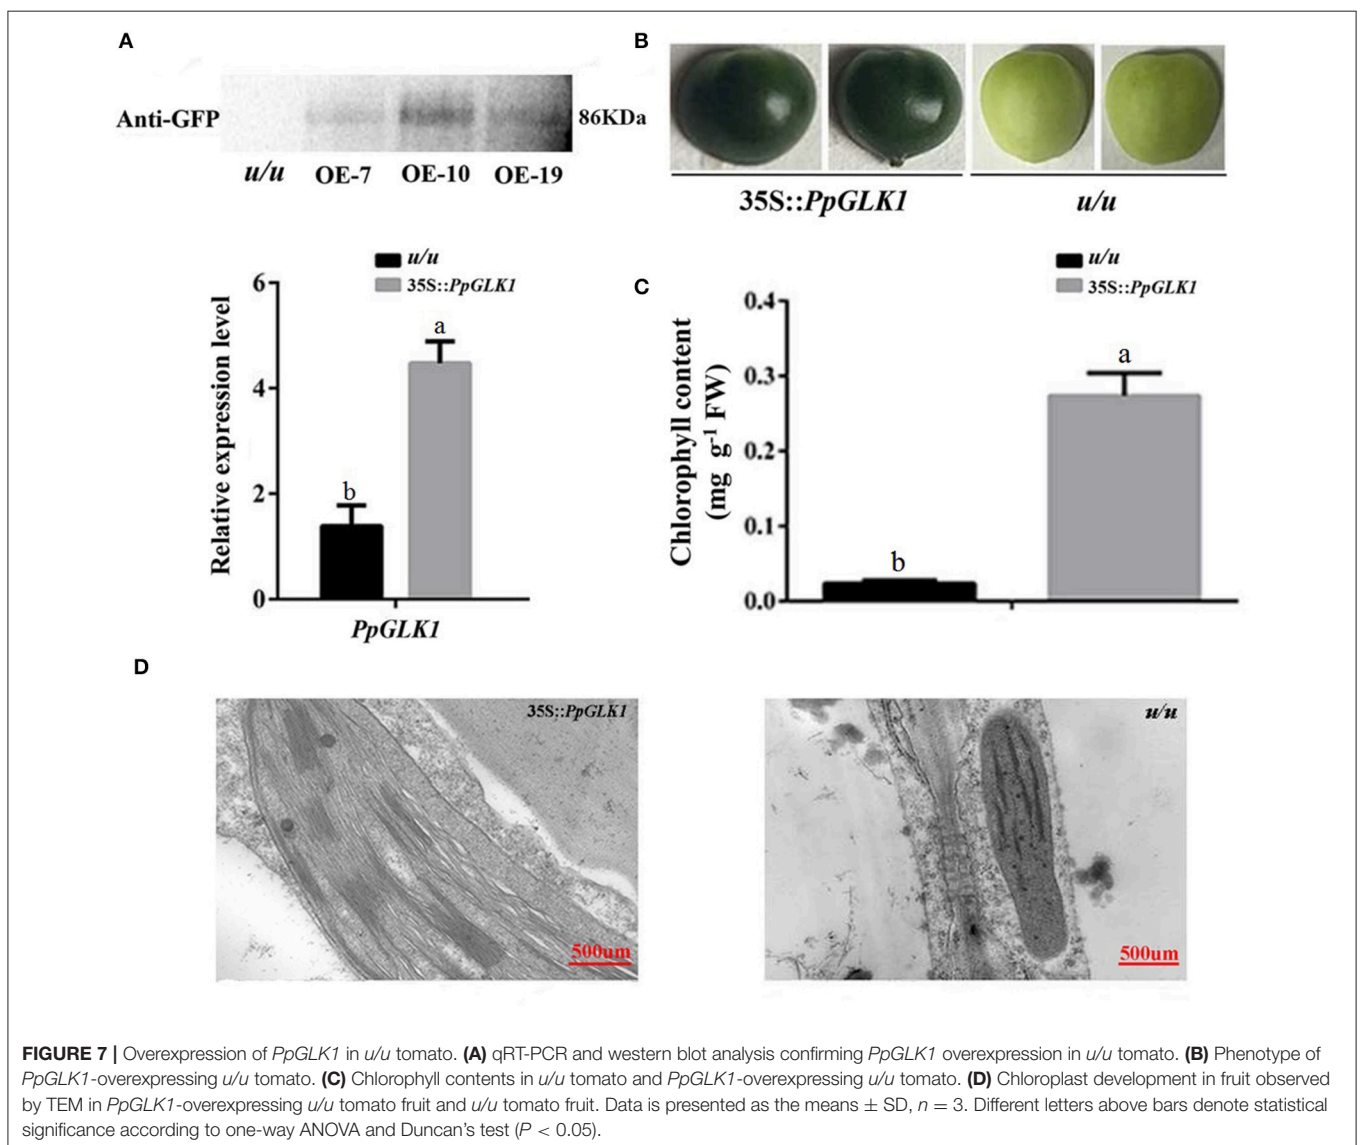 A
Anti-GFP
86KDa
u/u OE-7 OE-10 OE-19
B
35S::PpGLK1 u/u
u/u
35S::PpGLK1
Relative expression level
6
4
2
0
a
b
PpGLK1
C
u/u
35S::PpGLK1
Chlorophyll content
(mg g-1 FW)
0.4
0.3
0.2
0.1
0.0
a
b
D
35S::PpGLK1
500um
u/u
500um
FIGURE 7 | Overexpression of PpGLK1 in u/u tomato. (A) qRT-PCR and western blot analysis confirming PpGLK1 overexpression in u/u tomato. (B) Phenotype of
PpGLK1-overexpressing u/u tomato. (C) Chlorophyll contents in u/u tomato and PpGLK1-overexpressing u/u tomato. (D) Chloroplast development in fruit observed
by TEM in PpGLK1-overexpressing u/u tomato fruit and u/u tomato fruit. Data is presented as the means ± SD, n = 3. Different letters above bars denote statistical
significance according to one-way ANOVA and Duncan's test (P < 0.05).